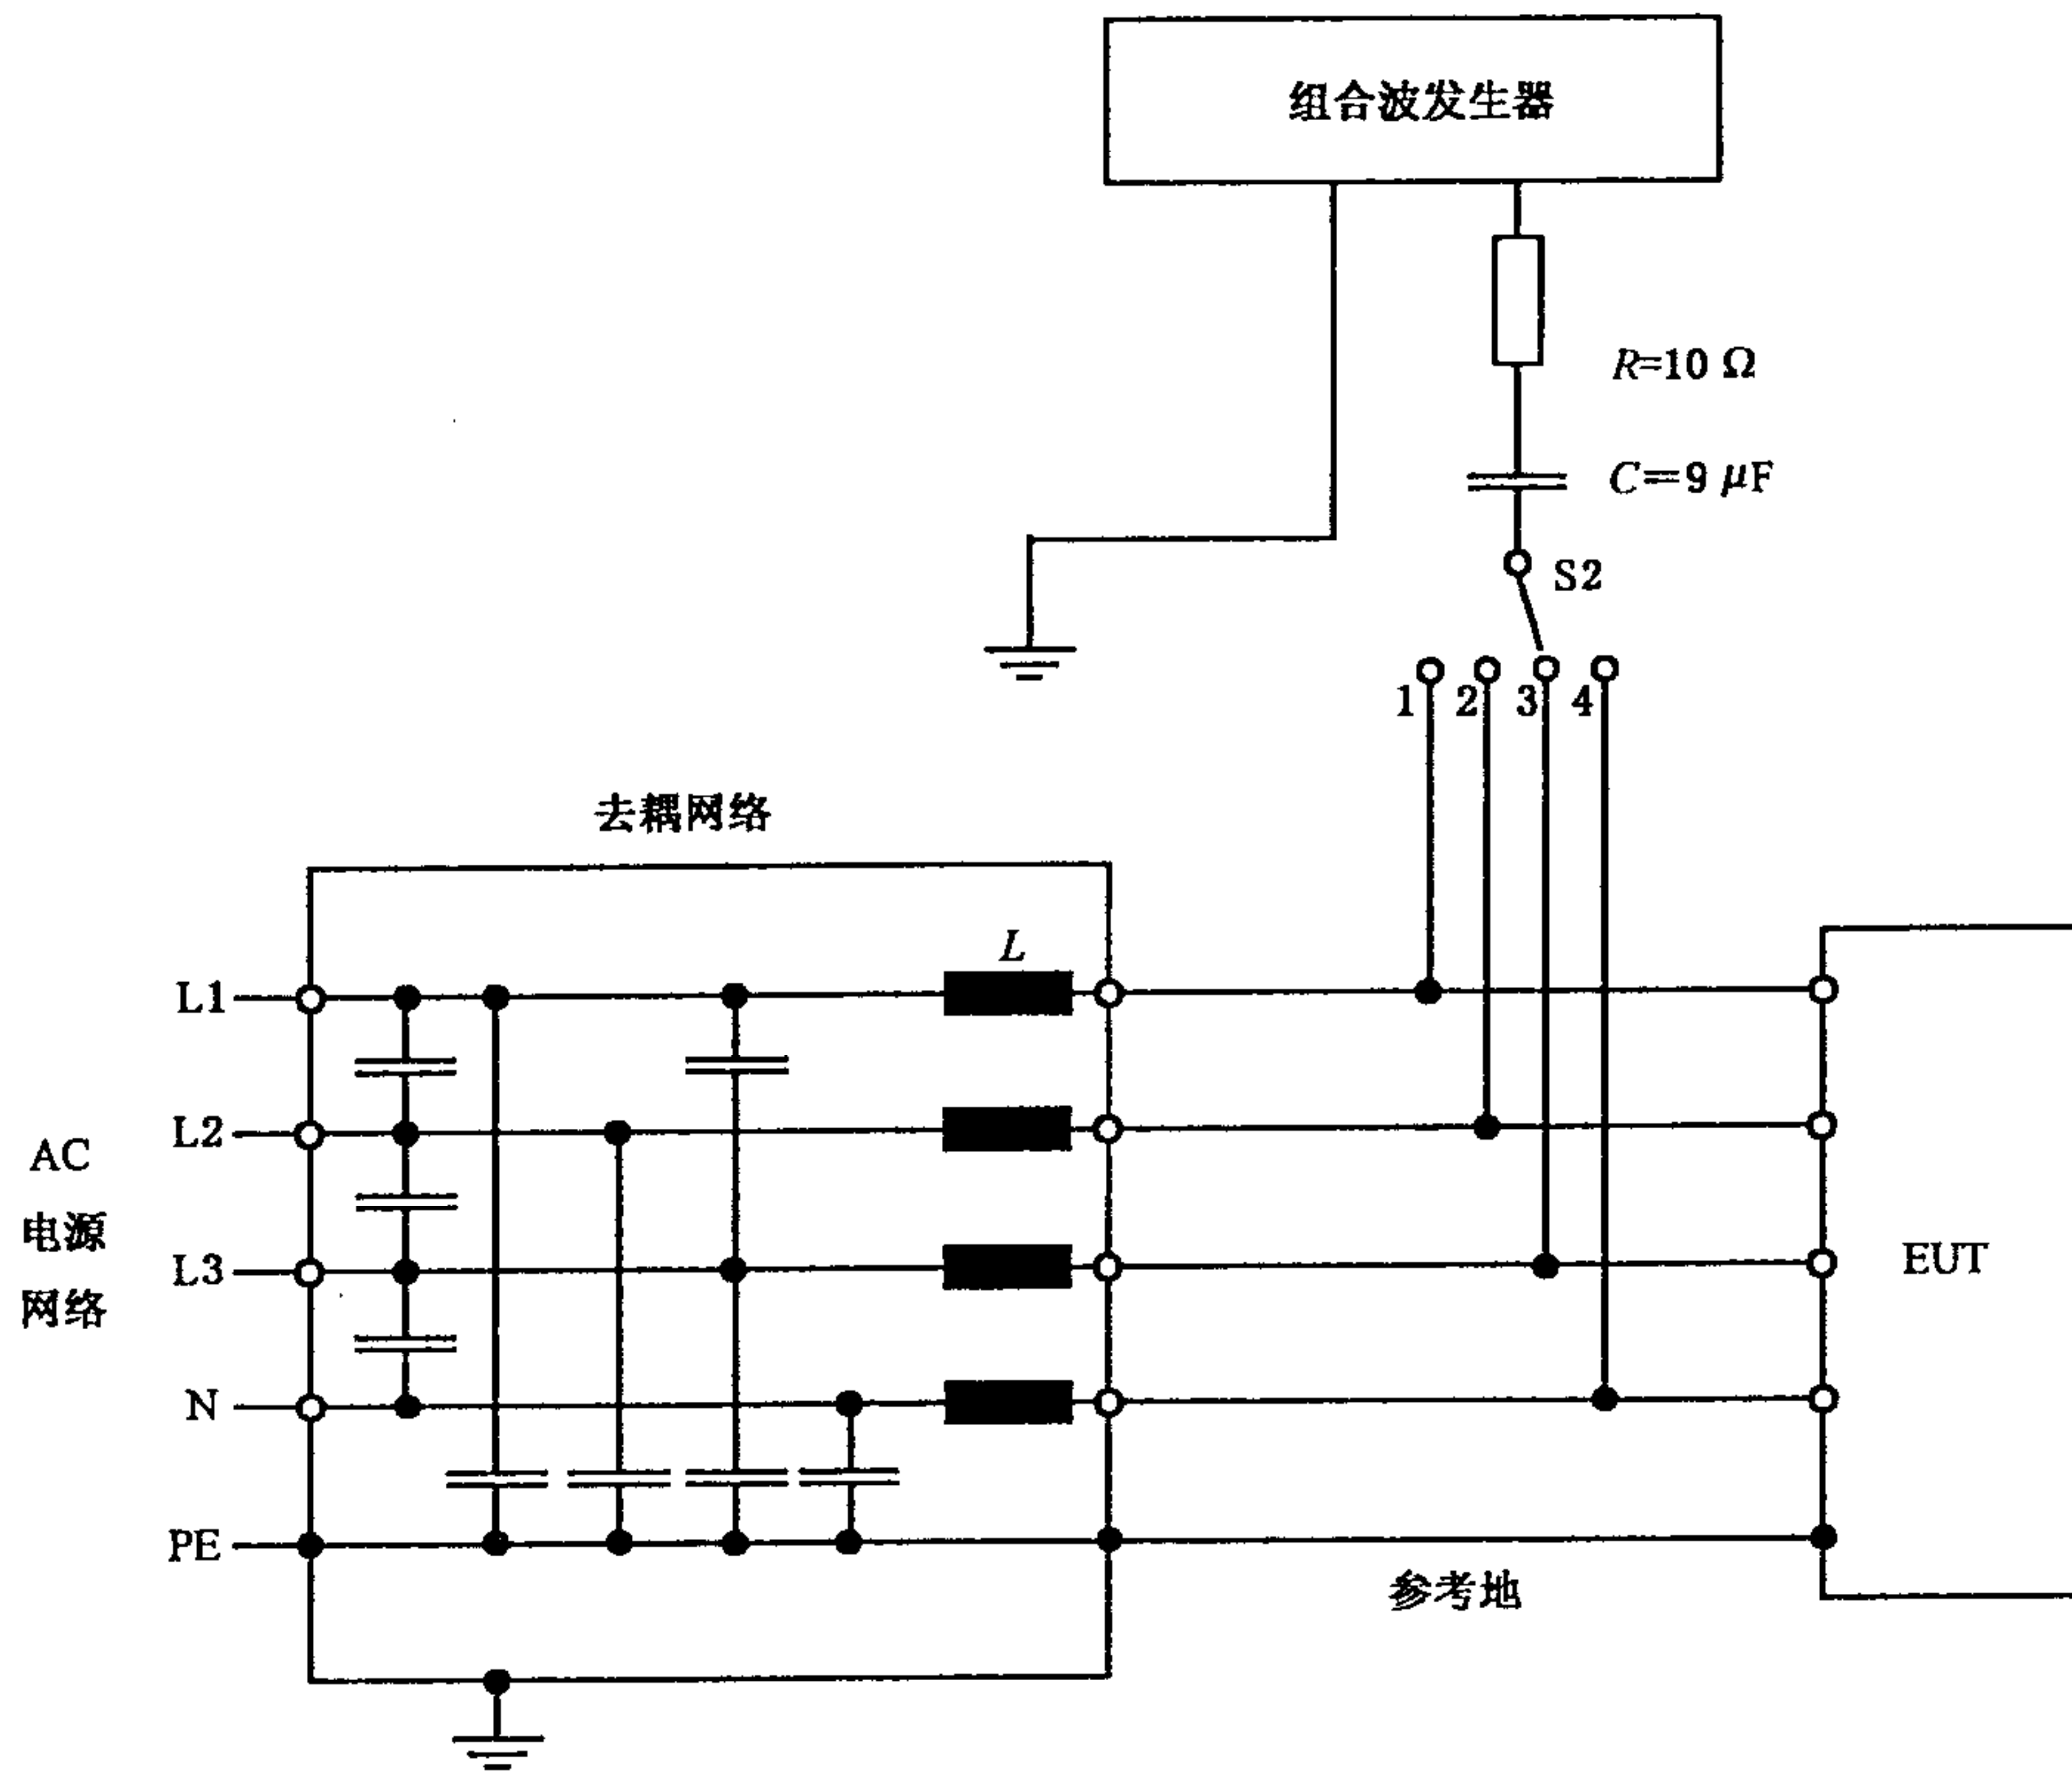 组合波发生器
R=10 Ω
C=9 μF
S2
1 2 3 4
去耦网络
L
L1
L2
AC
电源
L3
网络
N
PE
EUT
参考地